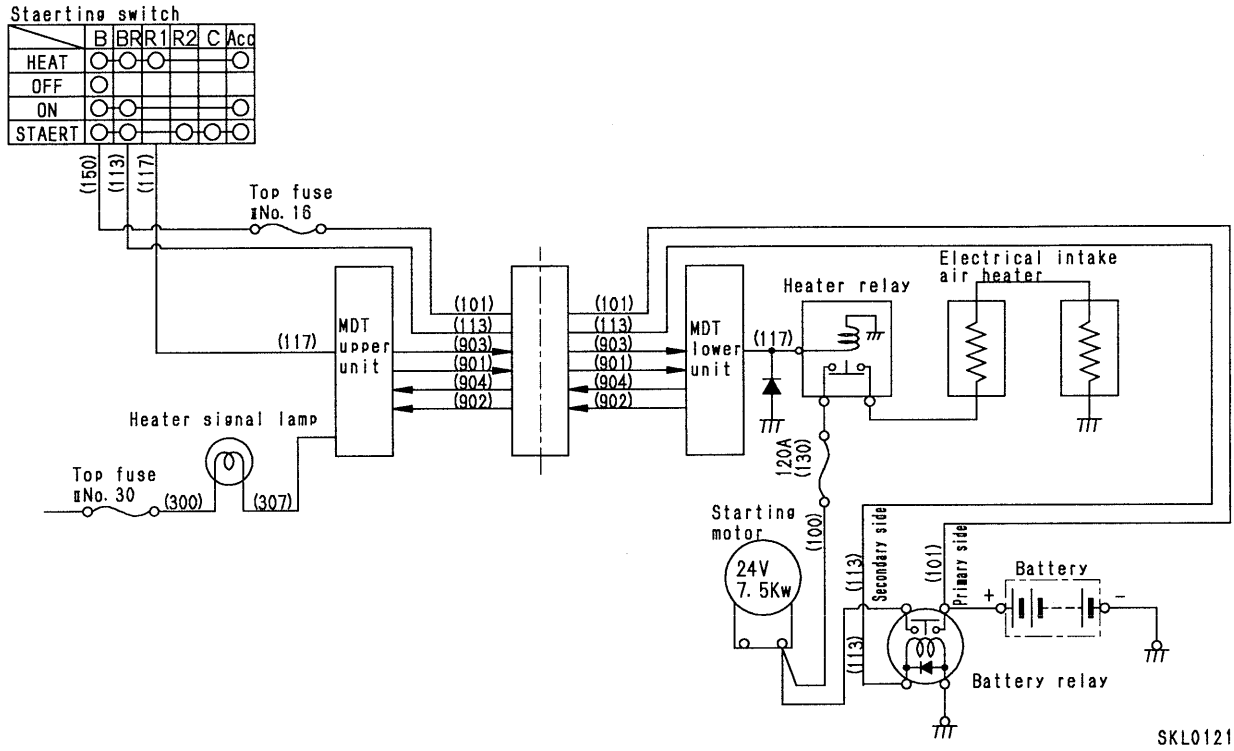 Staerting switch
B BR R1 R2 C Acc
HEAT
OFF
ON
STAERT
(150) (113) (117)
Top fuse
ⅡNo. 16
Electrical intake
air heater
Heater relay
(101) (101)
(113) (113)
(117) MDT (903) (903) MDT (117)
upper lower
unit (901) (901) unit
(904) (904)
(902) (902)
Heater signal lamp
Top fuse
ⅡNo. 30
(300) (307)
120A
(130)
(100)
Starting
motor
24V
7. 5Kw
(113)
Secondary side
(101)
Primary side
Battery
+ -
(113)
Battery relay
SKL0121